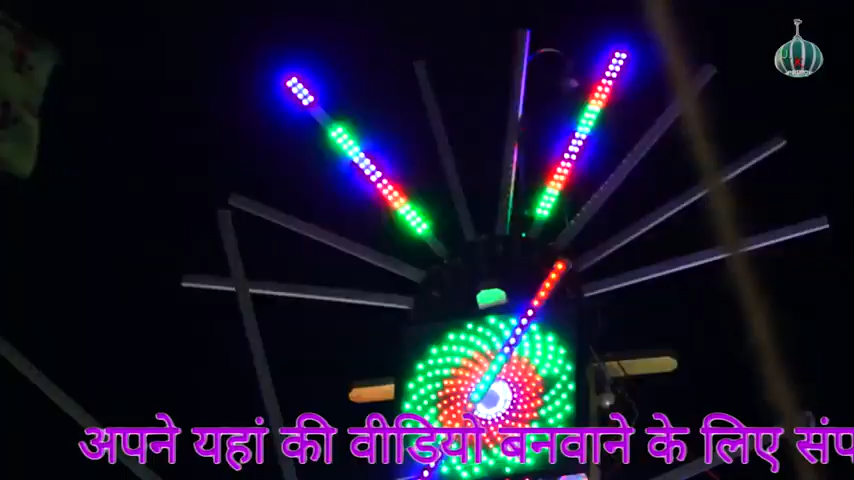 अपने यहां की वीडियो बनवाने के लिए संप